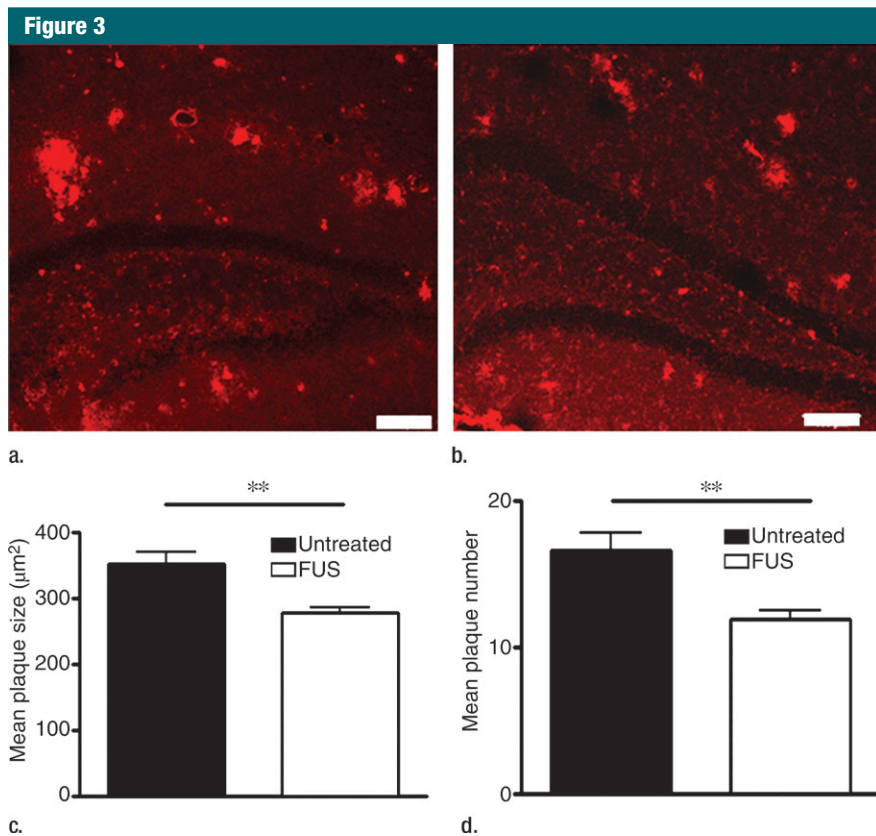 Figure 3
a.
b.
**
Untreated
FUS
Mean plaque size (μm²)
400
300
200
100
0
c.
**
Untreated
FUS
Mean plaque number
20
10
0
d.